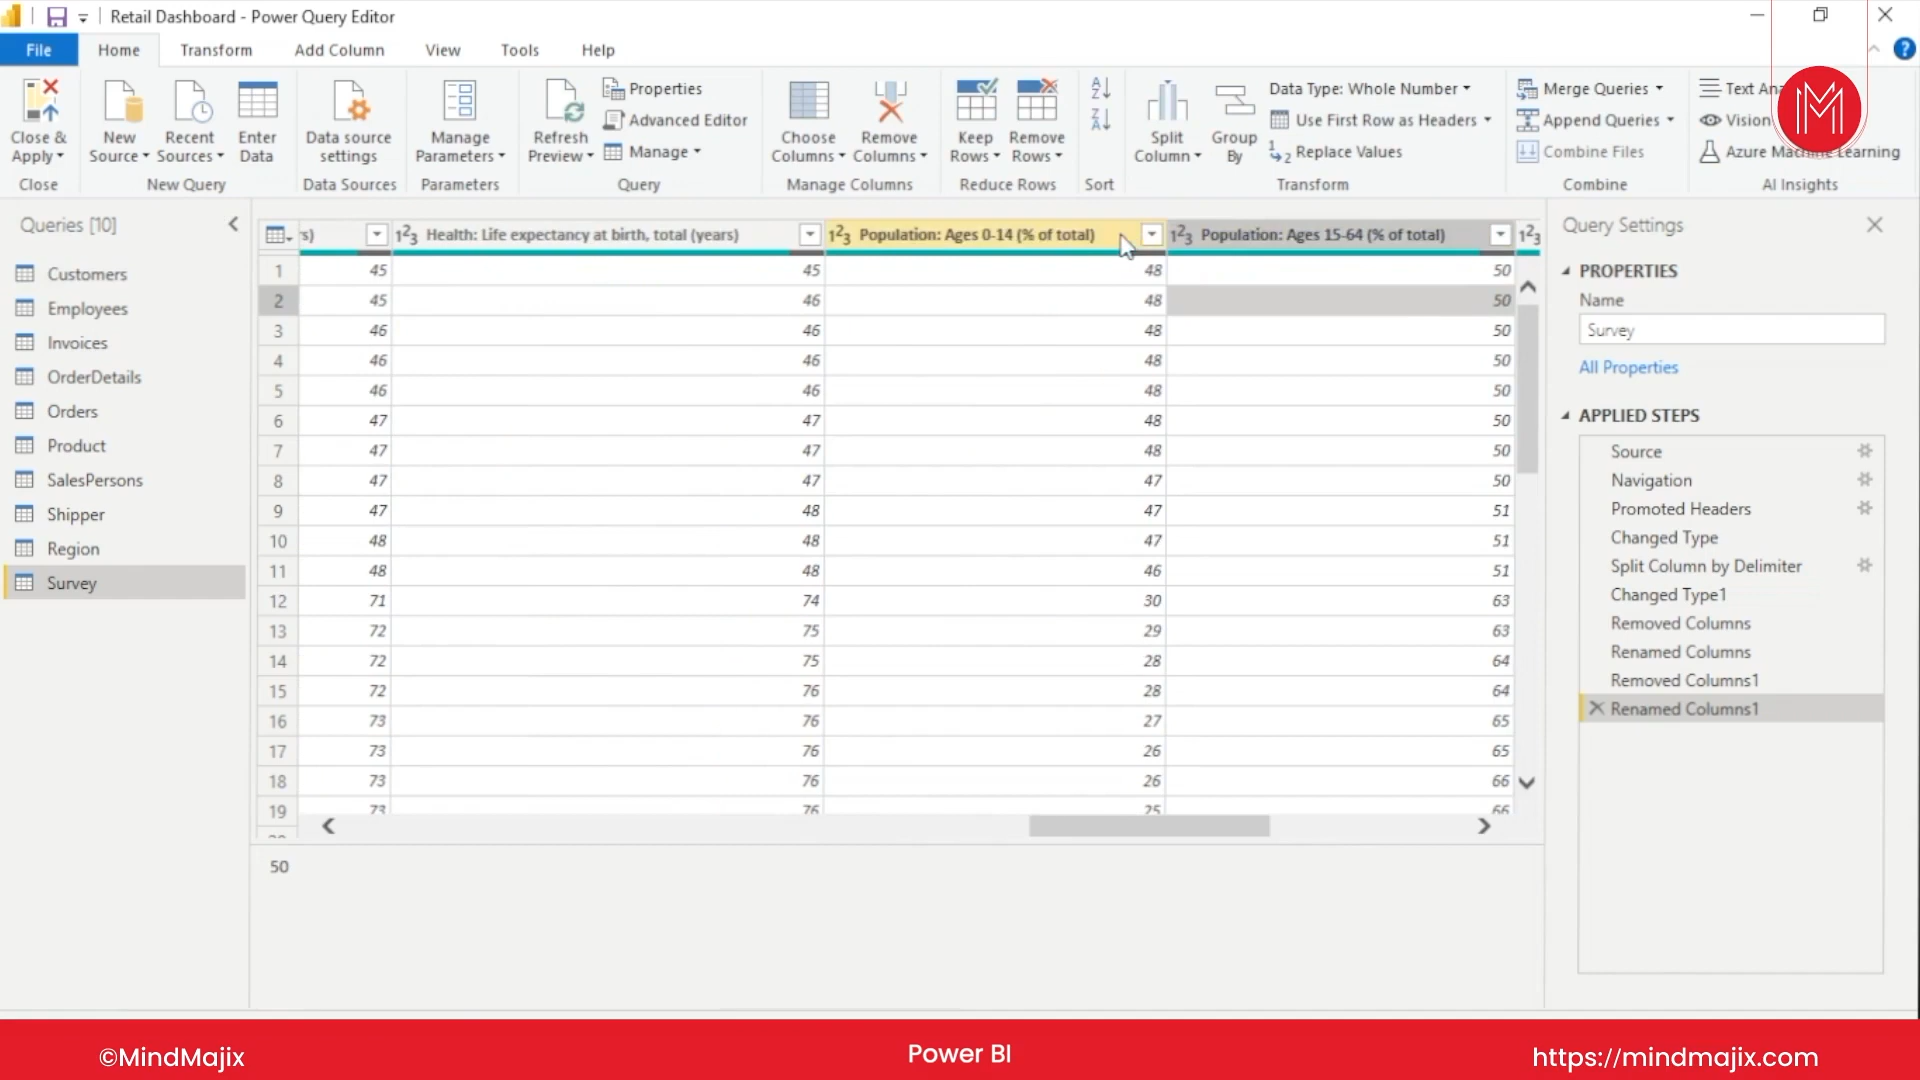 Retail Dashboard - Power Query Editor
File Home Transform Add Column View Tools Help
Close & Apply
New Source
Recent Sources
Enter Data
Data source settings
Manage Parameters
Refresh Preview
Properties
Advanced Editor
Manage
Choose Columns
Remove Columns
Keep Rows
Remove Rows
Split Column
Group By
Data Type: Whole Number
Use First Row as Headers
Replace Values
Merge Queries
Append Queries
Combine Files
Text Ana
Vision
Azure Machine Learning
Close New Query Data Sources Parameters Query Manage Columns Reduce Rows Sort Transform Combine AI Insights
Queries [10]
Customers
Employees
Invoices
OrderDetails
Orders
Product
SalesPersons
Shipper
Region
Survey
s) Health: Life expectancy at birth, total (years) Population: Ages 0-14 (% of total) Population: Ages 15-64 (% of total)
1 45 45 48 50
2 45 46 48 50
3 46 46 48 50
4 46 46 48 50
5 46 46 48 50
6 47 47 48 50
7 47 47 48 50
8 47 47 47 50
9 47 48 47 51
10 48 48 47 51
11 48 48 46 51
12 71 74 30 63
13 72 75 29 63
14 72 75 28 64
15 72 76 28 64
16 73 76 27 65
17 73 76 26 65
18 73 76 26 66
19 73 76 25 66
50
Query Settings
PROPERTIES
Name
Survey
All Properties
APPLIED STEPS
Source
Navigation
Promoted Headers
Changed Type
Split Column by Delimiter
Changed Type1
Removed Columns
Renamed Columns
Removed Columns1
Renamed Columns1
©MindMajix
Power BI
https://mindmajix.com